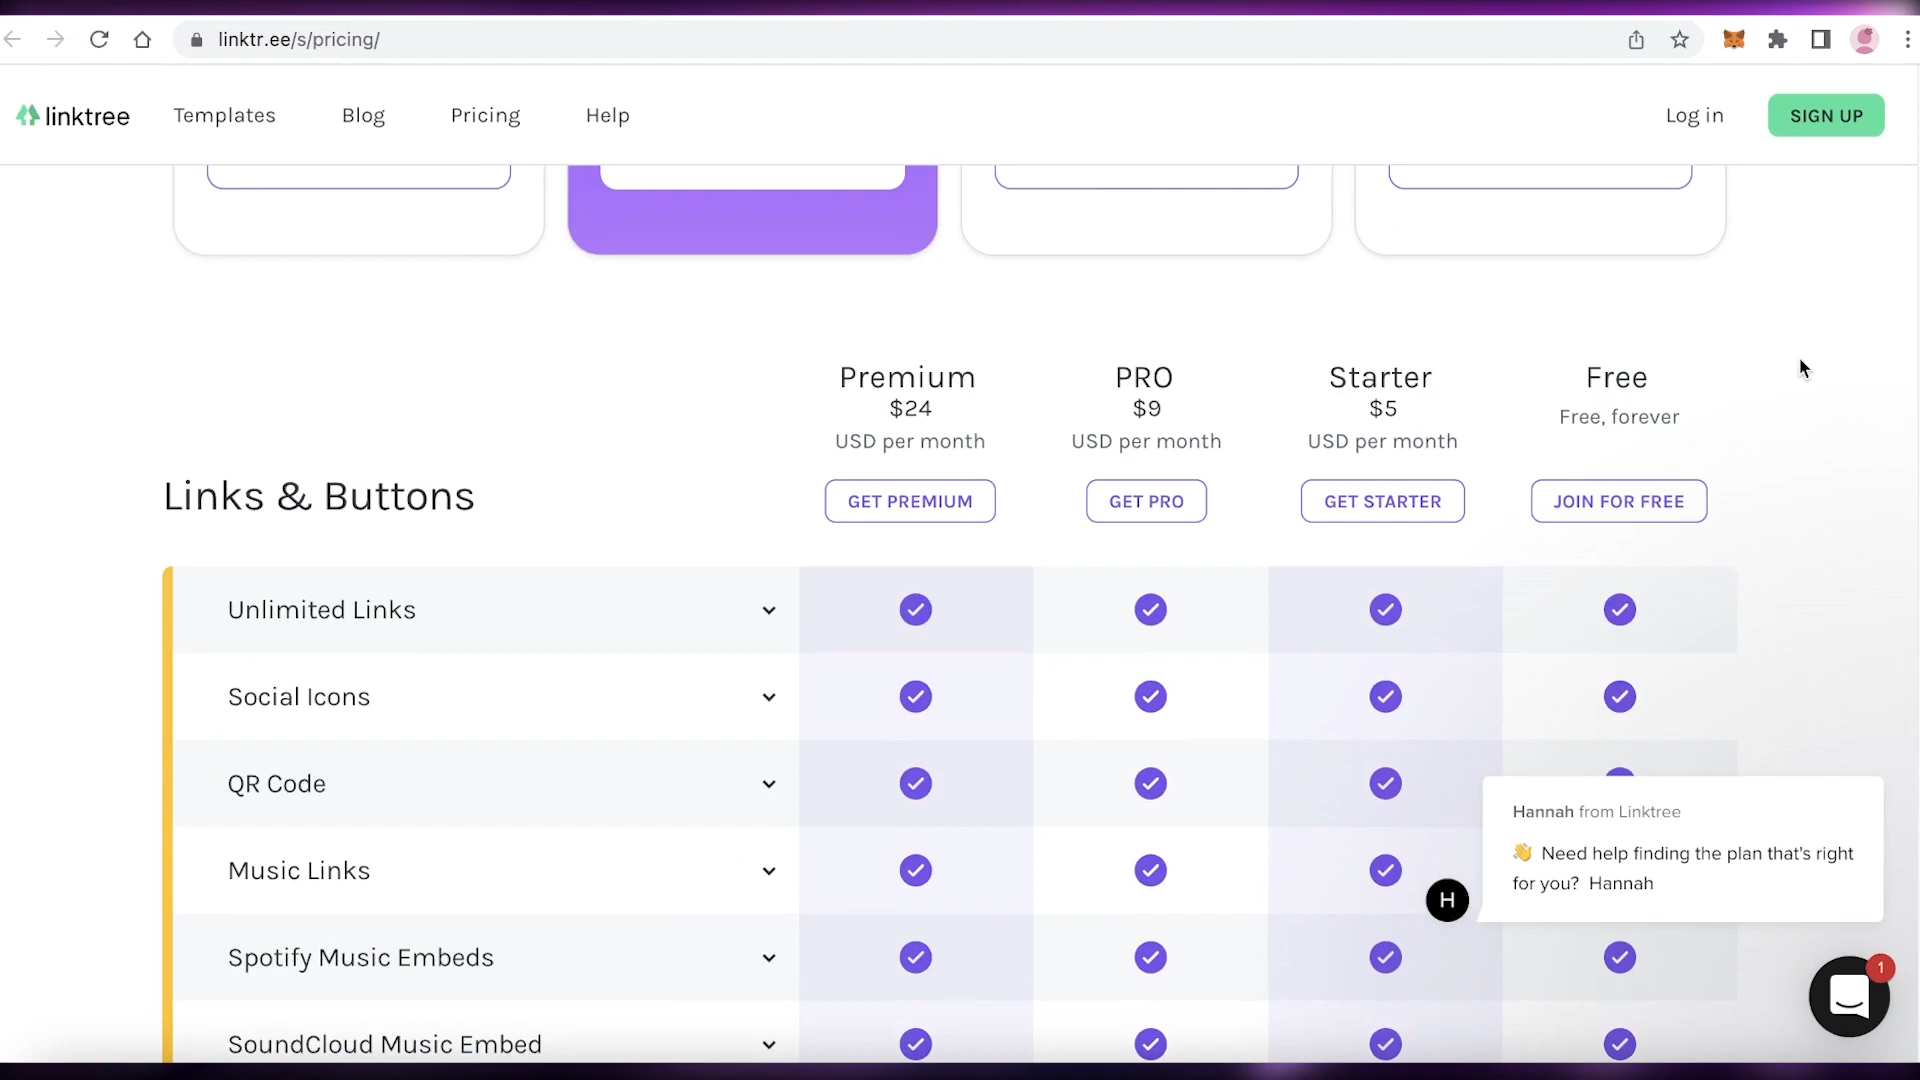 linktr.ee/s/pricing/
linktree
Templates
Blog
Pricing
Help
Log in
SIGN UP
Premium
$24
USD per month
GET PREMIUM
PRO
$9
USD per month
GET PRO
Starter
$5
USD per month
GET STARTER
Free
Free, forever
JOIN FOR FREE
Links & Buttons
Unlimited Links
Social Icons
QR Code
Music Links
Spotify Music Embeds
SoundCloud Music Embed
Hannah from Linktree
👋 Need help finding the plan that's right
for you? Hannah
H
1